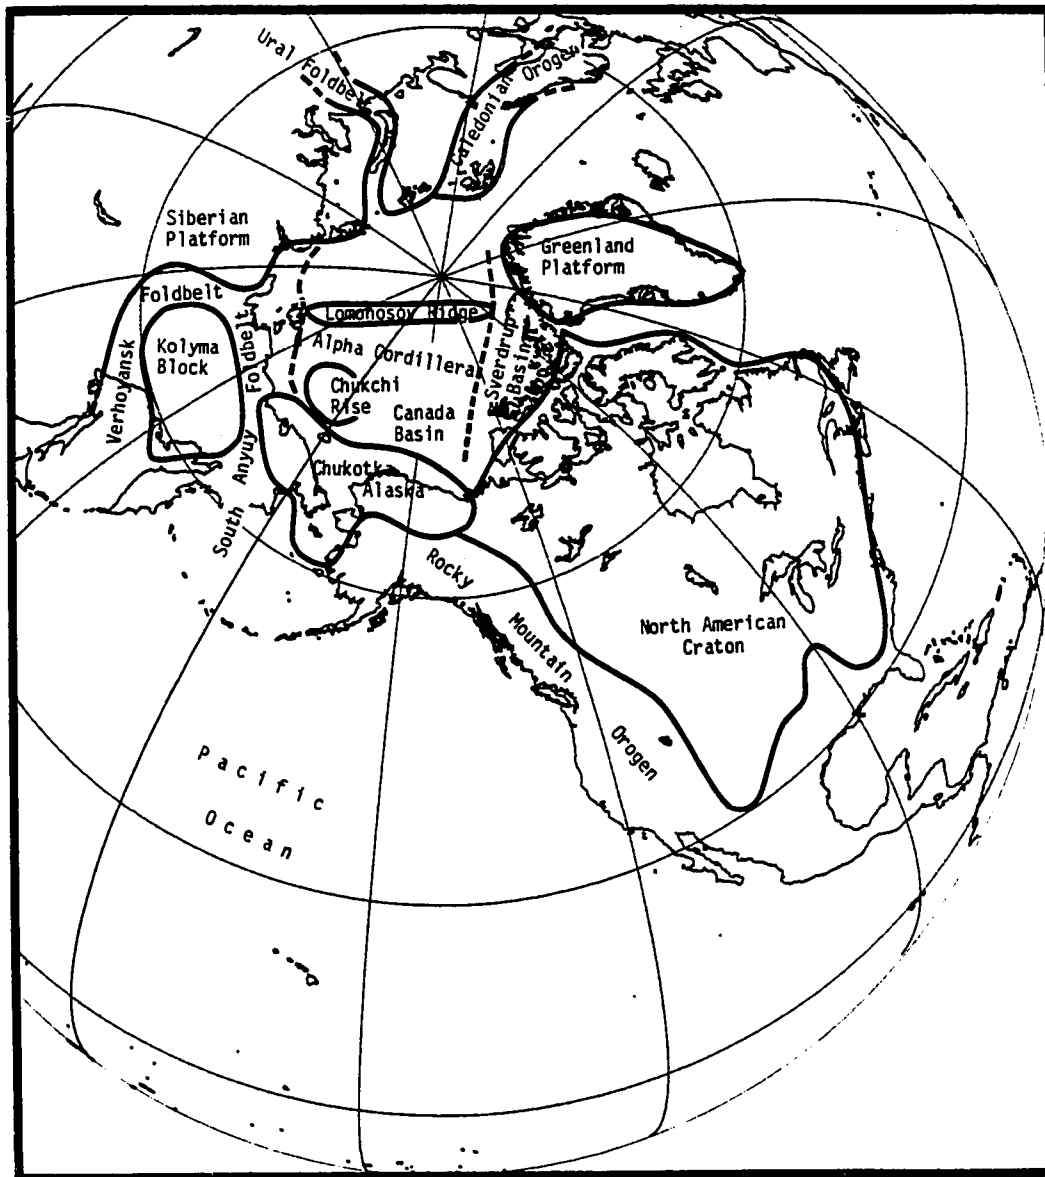 Ural Foldbelt
Caledonian Orogen
Siberian
Platform
Greenland
Platform
Verhoyansk Foldbelt
Lomonosov Ridge
Kolyma
Block
South Anyuy Foldbelt
Alpha Cordillera
Sverdrup
Basin
Chukchi
Rise
Canada
Basin
Chukotka
Alaska
Rocky Mountain Orogen
North American
Craton
Pacific
Ocean